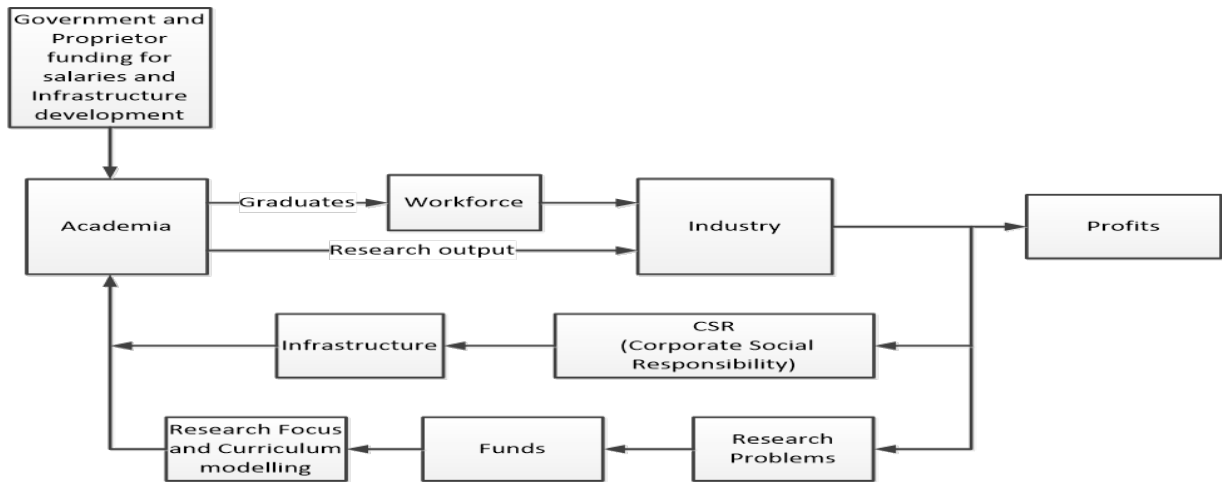 Government and
Proprietor
funding for
salaries and
Infrastructure
development
Academia
Graduates
Workforce
Research output
Industry
Profits
Infrastructure
CSR
(Corporate Social
Responsibility)
Research Focus
and Curriculum
modelling
Funds
Research
Problems